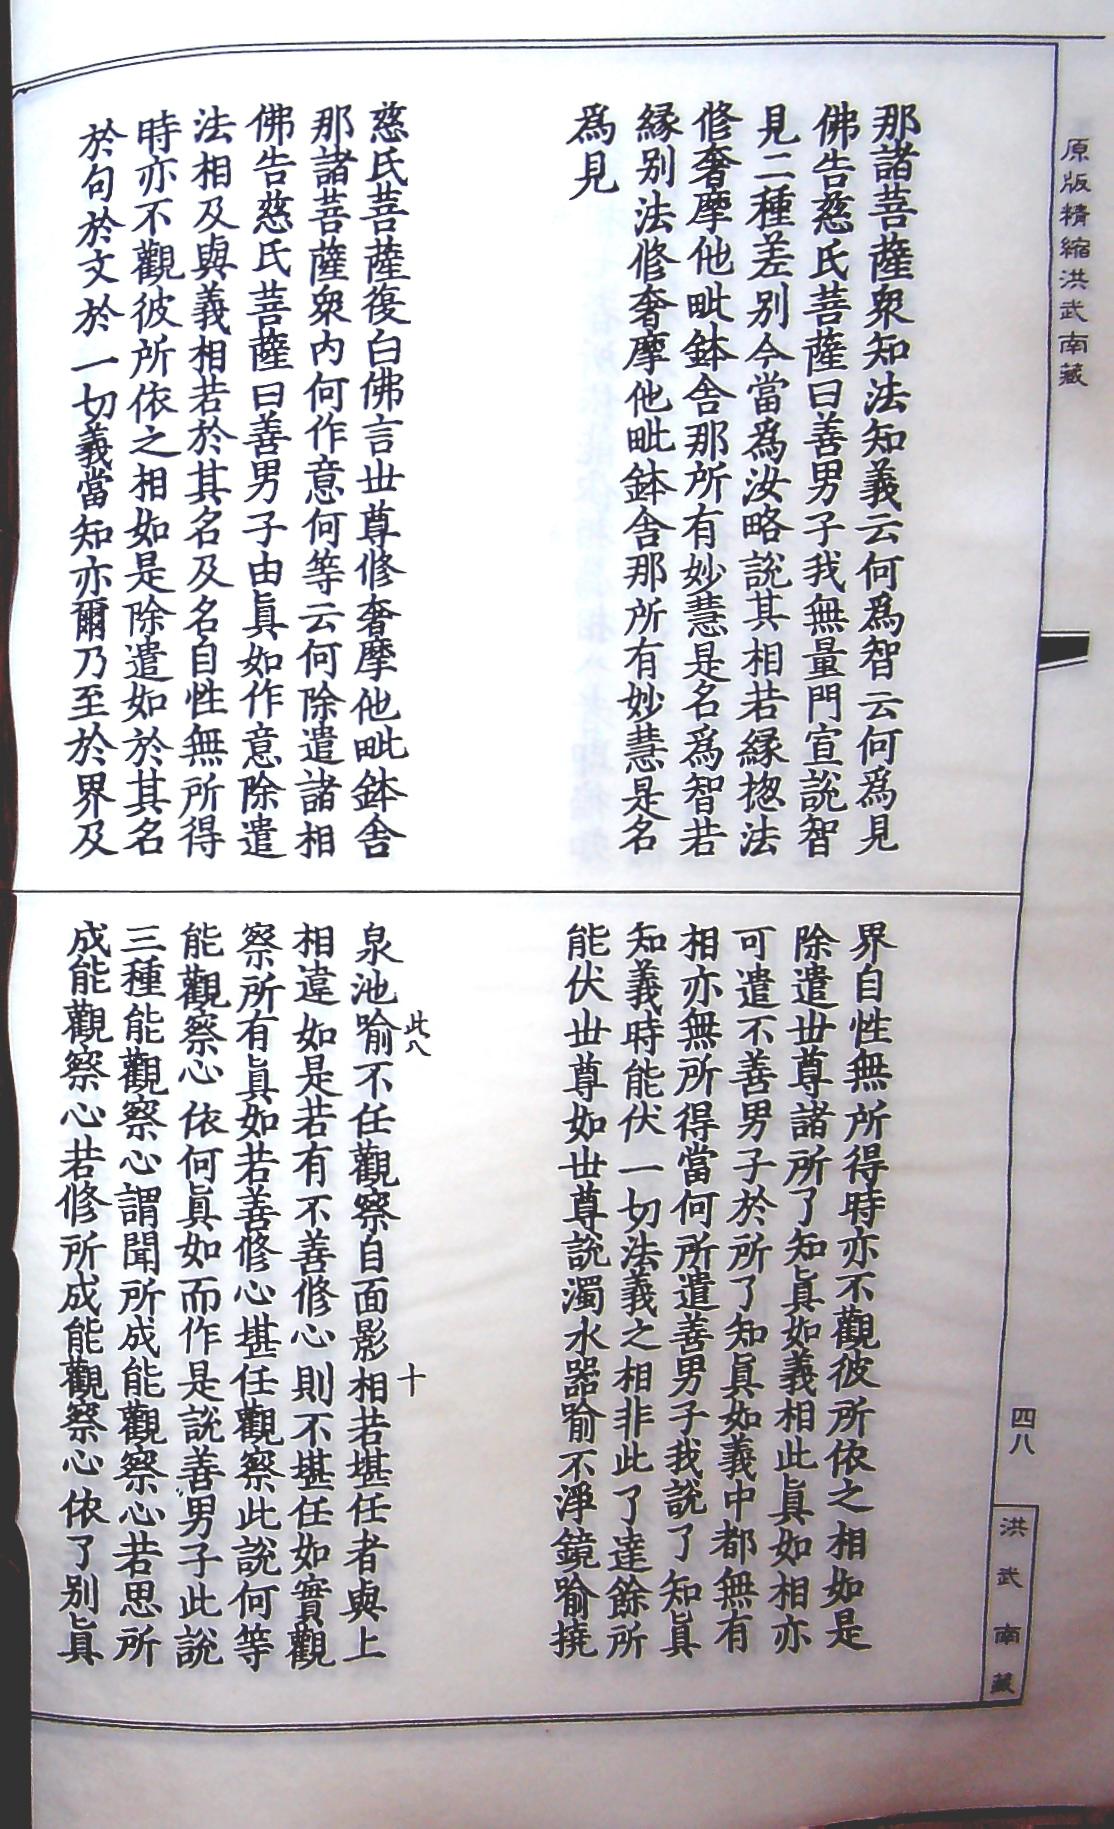 原版精縮洪武南藏
那諸菩薩衆知法知義云何爲智云何爲見
佛告慈氏菩薩曰善男子我無量門宣說智
見二種差别今當爲汝略說其相若緣揔法
修奢摩他毗鉢舍那所有妙慧是名爲智若
緣别法修奢摩他毗鉢舍那所有妙慧是名
爲見
慈氏菩薩復白佛言世尊修奢摩他毗鉢舍
那諸菩薩衆内何作意何等云何除遣諸相
佛告慈氏菩薩曰善男子由眞如作意除遣
法相及與義相若於其名及名自性無所得
時亦不觀彼所依之相如是除遣如於其名
於句於文於一切義當知亦爾乃至於界及
界自性無所得時亦不觀彼所依之相如是
除遣世尊諸所了知眞如義相此眞如相亦
可遣不善男子於所了知眞如義中都無有
相亦無所得當何所遣善男子我說了知眞
知義時能伏一切法義之相非此了達餘所
能伏世尊如世尊說濁水器喻不淨鏡喻撓
泉池喻不任觀察自面影相若堪任者與上
此八
十
相違如是若有不善修心則不堪任如實觀
察所有眞如若善修心堪任觀察此說何等
能觀察心依何眞如而作是說善男子此說
三種能觀察心謂聞所成能觀察心若思所
成能觀察心若修所成能觀察心依了别眞
四八
洪武南藏